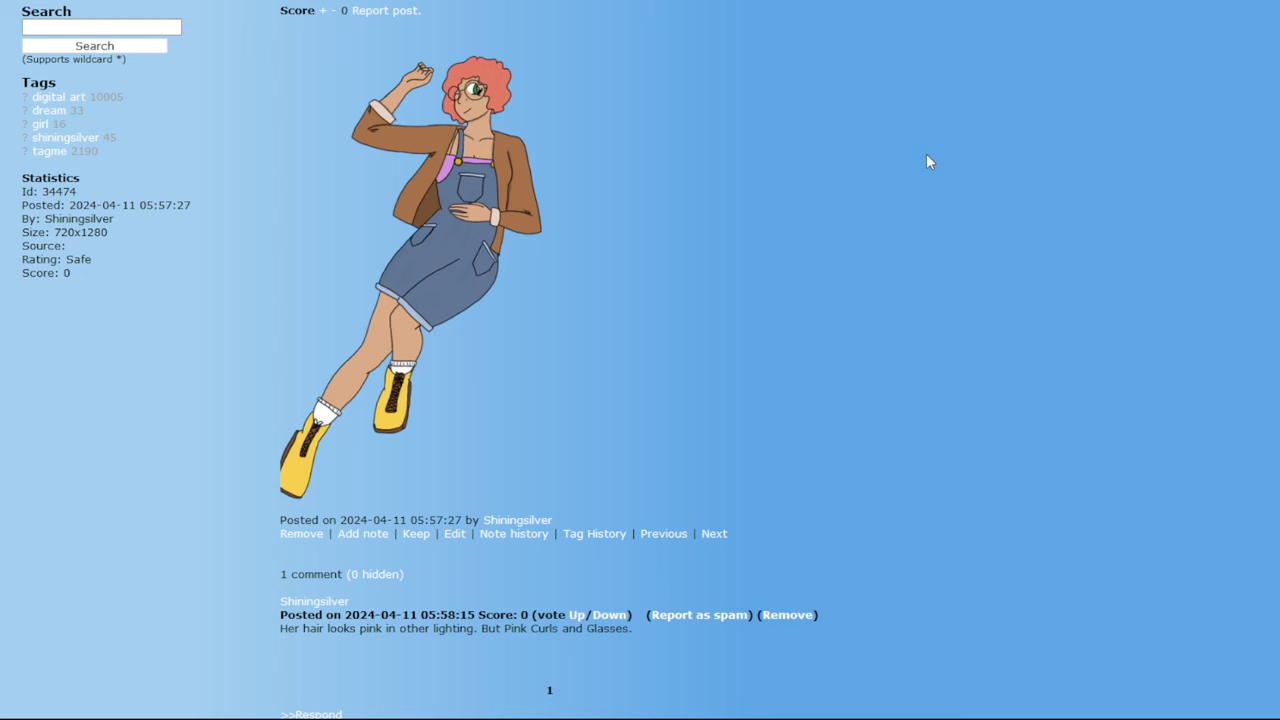 Search
Search
(Supports wildcard *)
Tags
? digital art 10005
? dream 33
? girl 16
? shiningsilver 45
? tagme 2190
Statistics
Id: 34474
Posted: 2024-04-11 05:57:27
By: Shiningsilver
Size: 720x1280
Source:
Rating: Safe
Score: 0
Score + - 0 Report post.
Posted on 2024-04-11 05:57:27 by Shiningsilver
Remove | Add note | Keep | Edit | Note history | Tag History | Previous | Next
1 comment (0 hidden)
Shiningsilver
Posted on 2024-04-11 05:58:15 Score: 0 (vote Up/Down) (Report as spam) (Remove)
Her hair looks pink in other lighting. But Pink Curls and Glasses.
1
>>Respond